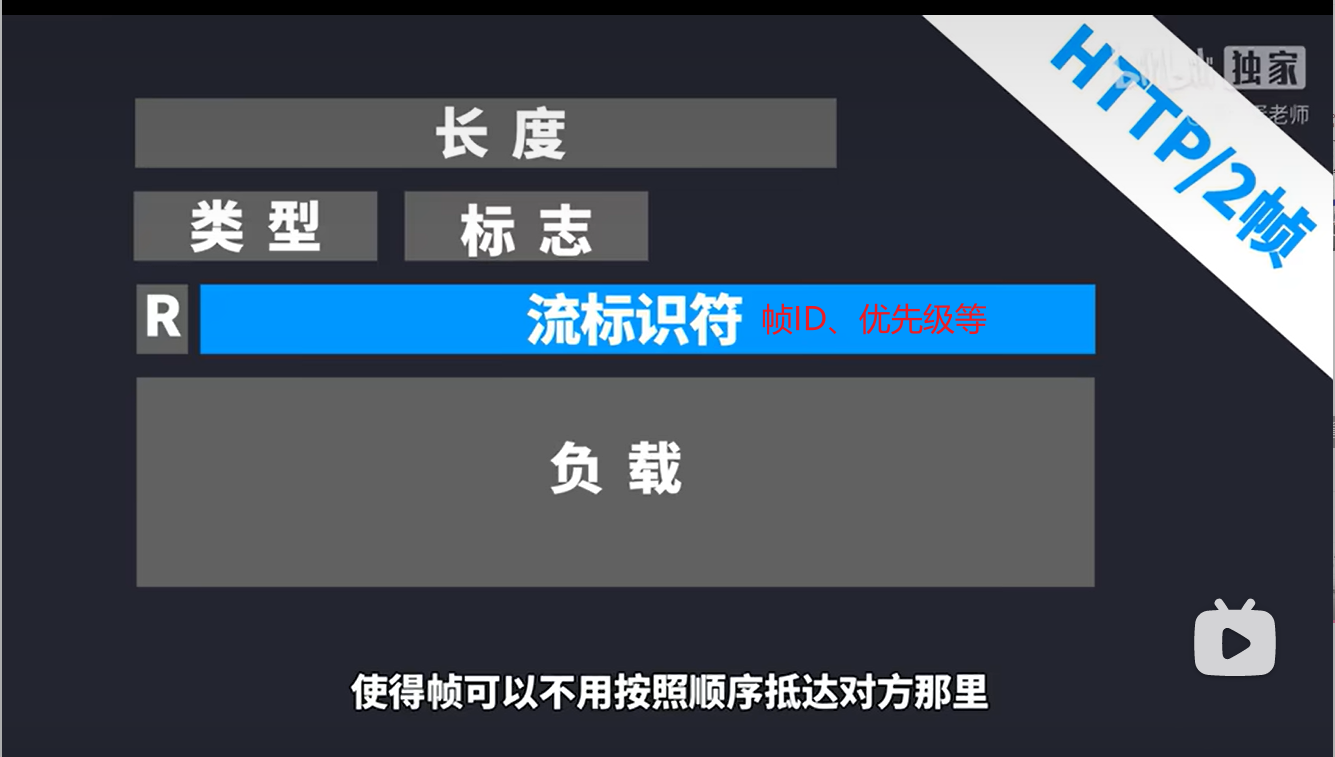 独家
老师
HTTP/2帧
长度
类型 标志
R 流标识符 帧ID、优先级等
负载
使得帧可以不用按照顺序抵达对方那里